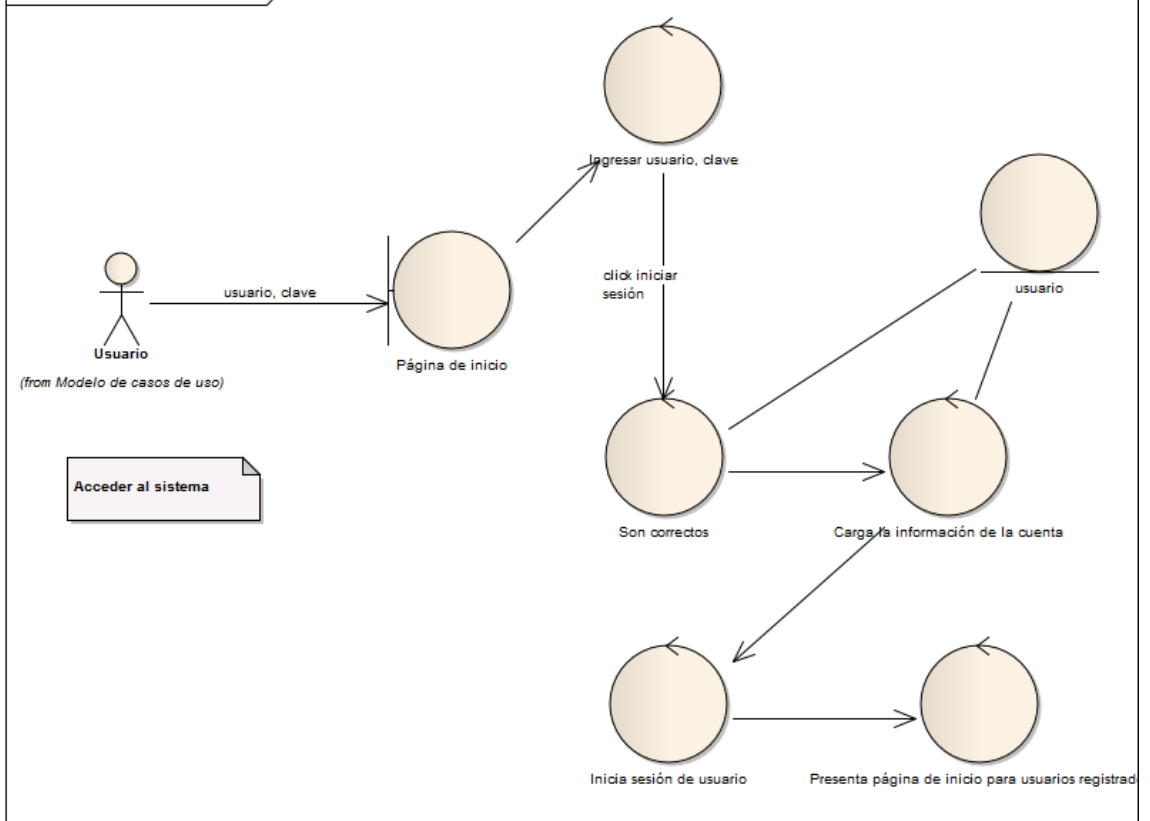 Ingresar usuario, clave
usuario, clave
click iniciar
sesión
usuario
Usuario
Página de inicio
(from Modelo de casos de uso)
Acceder al sistema
Son correctos
Carga la información de la cuenta
Inicia sesión de usuario
Presenta página de inicio para usuarios registrad